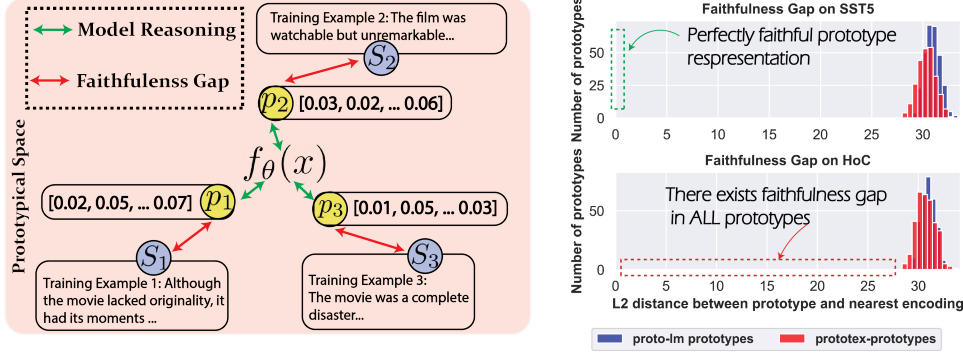 Model Reasoning
Faithfulenss Gap
Prototypical Space
Training Example 2: The film was
watchable but unremarkable...
S2
p2
[0.03, 0.02, ... 0.06]
fθ(x)
[0.02, 0.05, ... 0.07]
p1
p3
[0.01, 0.05, ... 0.03]
S1
S3
Training Example 1: Although
the movie lacked originality, it
had its moments ...
Training Example 3:
The movie was a complete
disaster...
Faithfulness Gap on SST5
Number of prototypes
50
25
0
Perfectly faithful prototype
respresentation
0 5 10 15 20 25 30
Faithfulness Gap on HoC
Number of prototypes
50
0
There exists faithfulness gap
in ALL prototypes
0 5 10 15 20 25 30
L2 distance between prototype and nearest encoding
proto-lm prototypes
prototex-prototypes